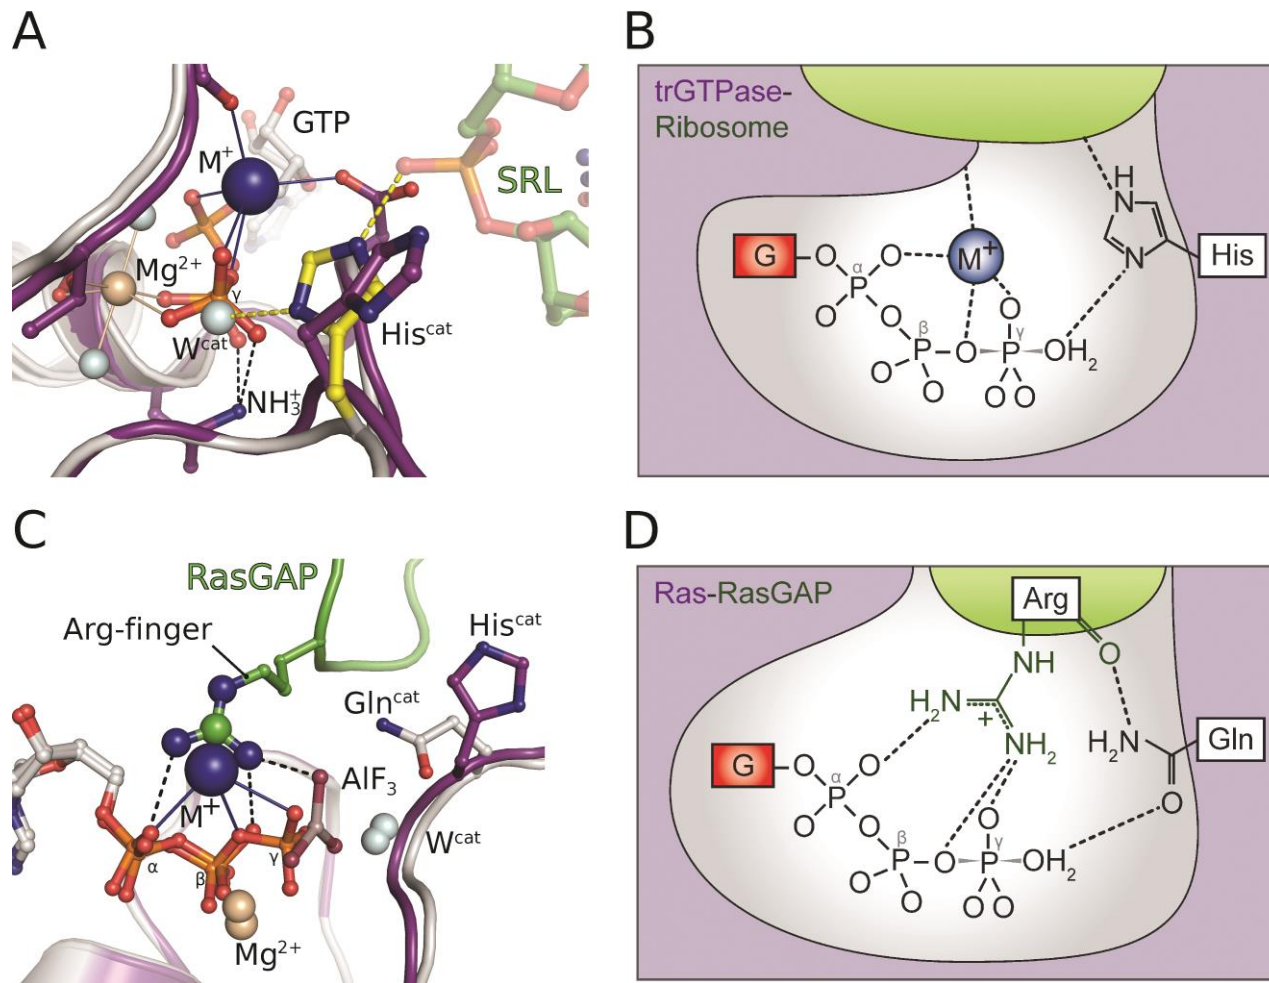 A
GTP
M⁺
SRL
Mg²⁺
γ
Wᶜᵃᵗ
Hisᶜᵃᵗ
NH₃⁺
B
trGTPase-
Ribosome
H
N
G
O
O
M⁺
N
His
α
P
O
O
O
β
γ
P
O
P
OH₂
O
O
O
O
C
RasGAP
Arg-finger
Hisᶜᵃᵗ
Glnᶜᵃᵗ
AlF₃
M⁺
Wᶜᵃᵗ
α
β
γ
Mg²⁺
D
Ras-RasGAP
Arg
O
NH
H₂N
+
NH₂
H₂N
Gln
G
O
O
α
P
O
O
O
O
β
γ
P
O
P
OH₂
O
O
O
O